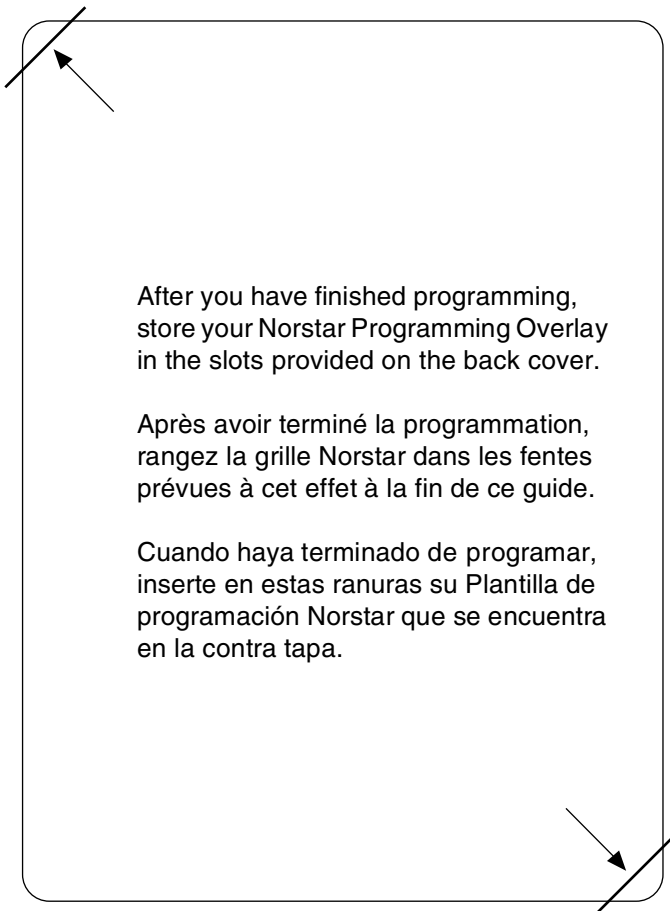 After you have finished programming,
store your Norstar Programming Overlay
in the slots provided on the back cover.
Après avoir terminé la programmation,
rangez la grille Norstar dans les fentes
prévues à cet effet à la fin de ce guide.
Cuando haya terminado de programar,
inserte en estas ranuras su Plantilla de
programación Norstar que se encuentra
en la contra tapa.